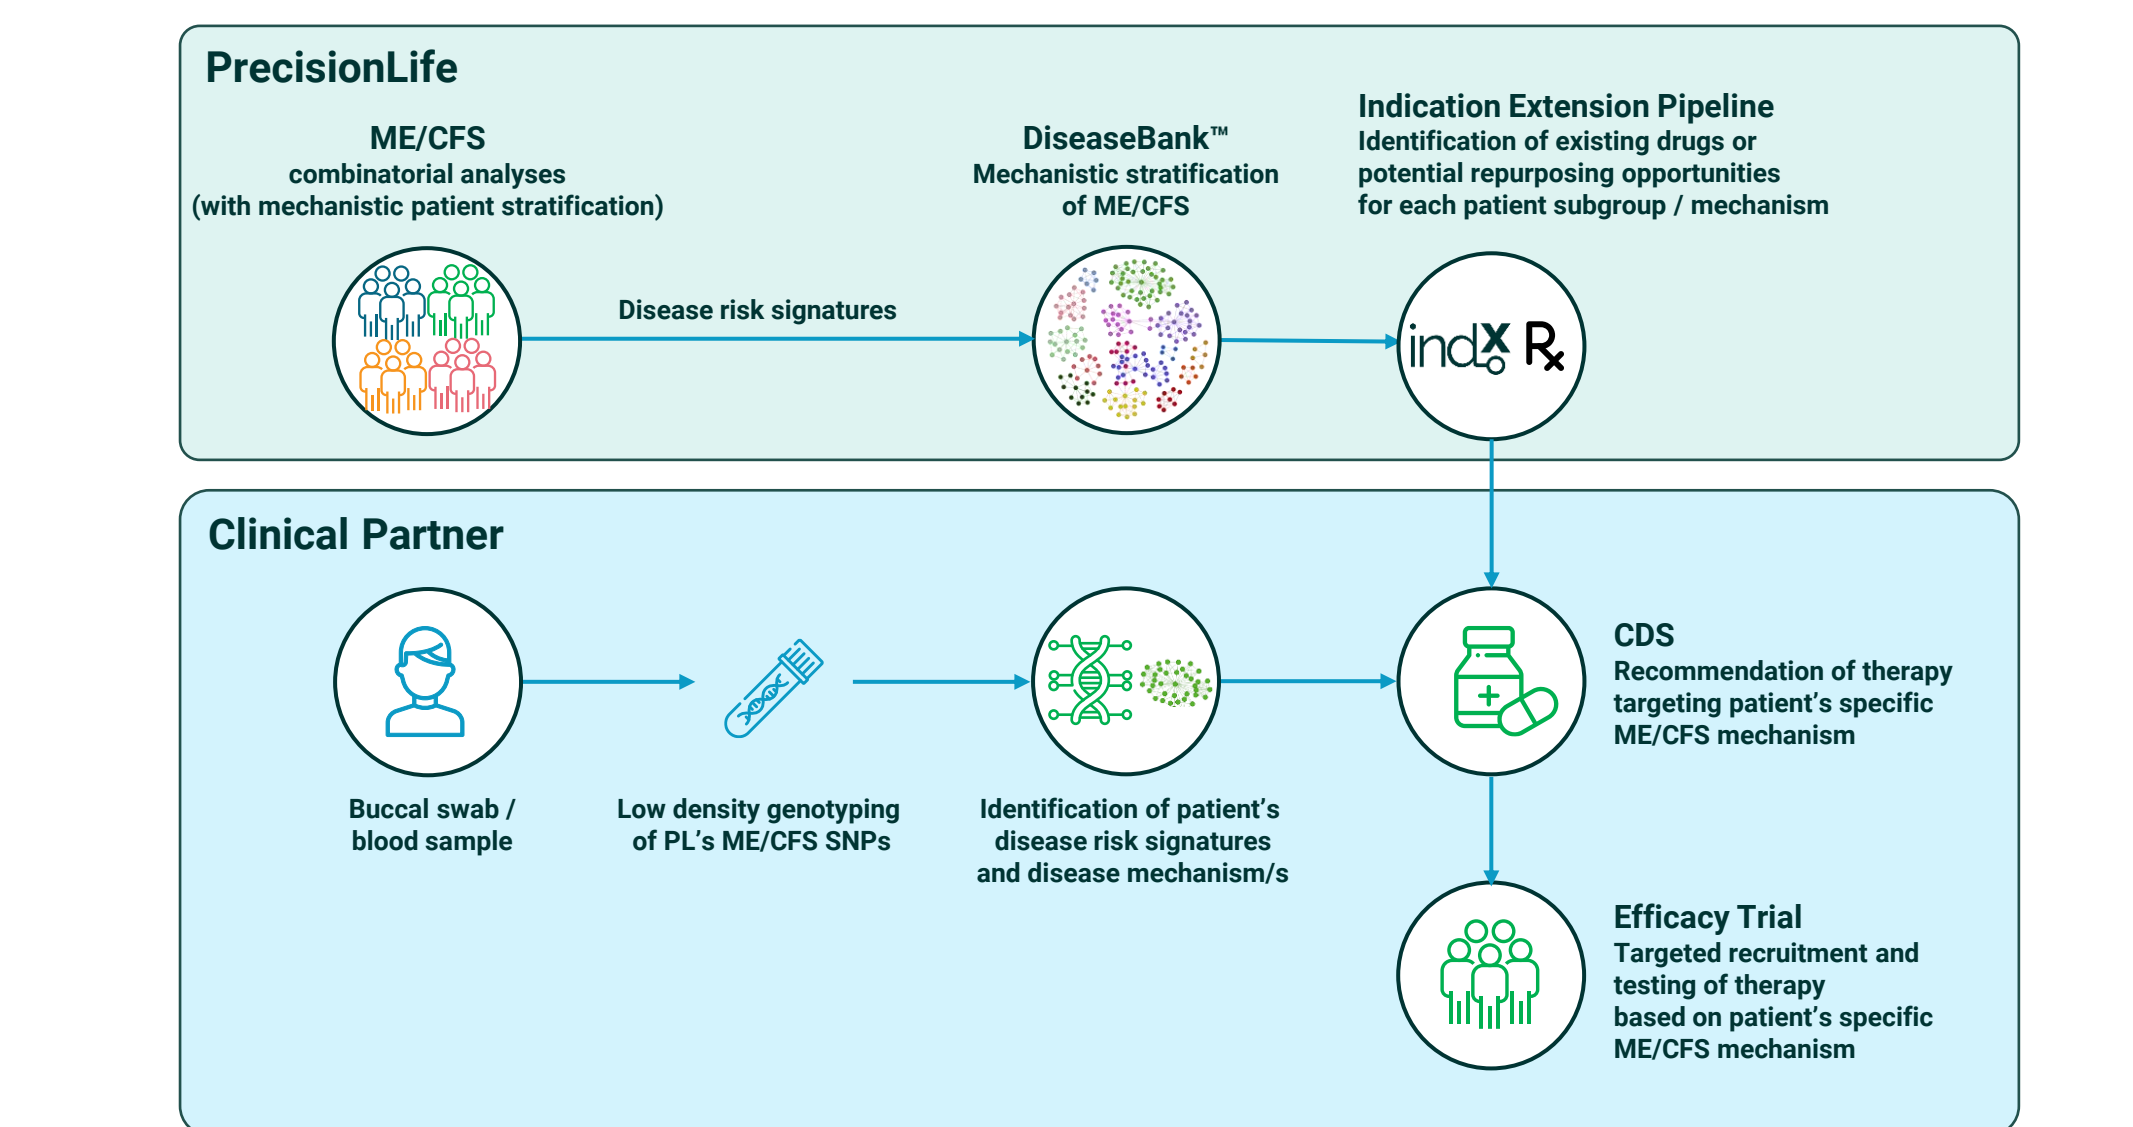 PrecisionLife
ME/CFS
combinatorial analyses
(with mechanistic patient stratification)
Disease risk signatures
DiseaseBank™
Mechanistic stratification
of ME/CFS
Indication Extension Pipeline
Identification of existing drugs or
potential repurposing opportunities
for each patient subgroup / mechanism
indx Rx
Clinical Partner
Buccal swab /
blood sample
Low density genotyping
of PL's ME/CFS SNPs
Identification of patient's
disease risk signatures
and disease mechanism/s
CDS
Recommendation of therapy
targeting patient's specific
ME/CFS mechanism
Efficacy Trial
Targeted recruitment and
testing of therapy
based on patient's specific
ME/CFS mechanism